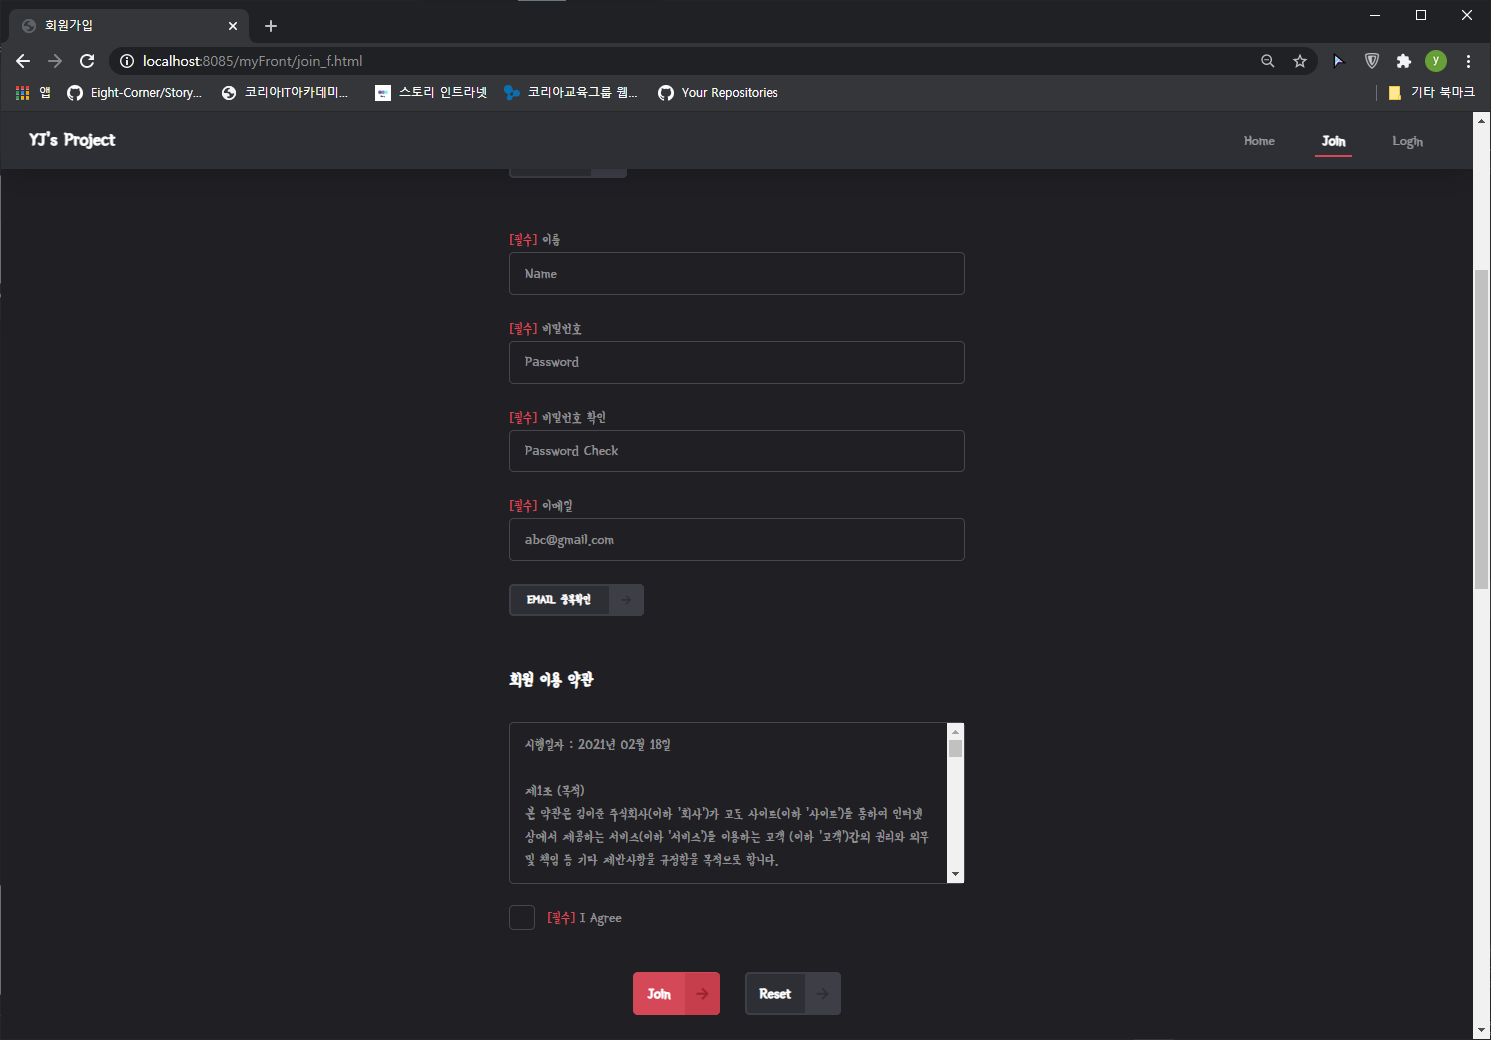 회원가입
localhost:8085/myFront/join_f.html
y
앱
Eight-Corner/Story...
코리아IT아카데미...
스토리 인트라넷
코리아교육그룹 웹...
Your Repositories
기타 북마크
YJ's Project
Home
Join
Login
[필수] 이름
Name
[필수] 비밀번호
Password
[필수] 비밀번호 확인
Password Check
[필수] 이메일
abc@gmail.com
EMAIL 중복확인
회원 이용 약관
시행일자 : 2021년 02월 18일
제1조 (목적)
본 약관은 김이준 주식회사(이하 '회사')가 고도 사이트(이하 '사이트')를 통하여 인터넷
상에서 제공하는 서비스(이하 '서비스')를 이용하는 고객 (이하 '고객')간의 권리와 의무
및 책임 등 기타 제반사항을 규정함을 목적으로 합니다.
[필수] I Agree
Join
Reset